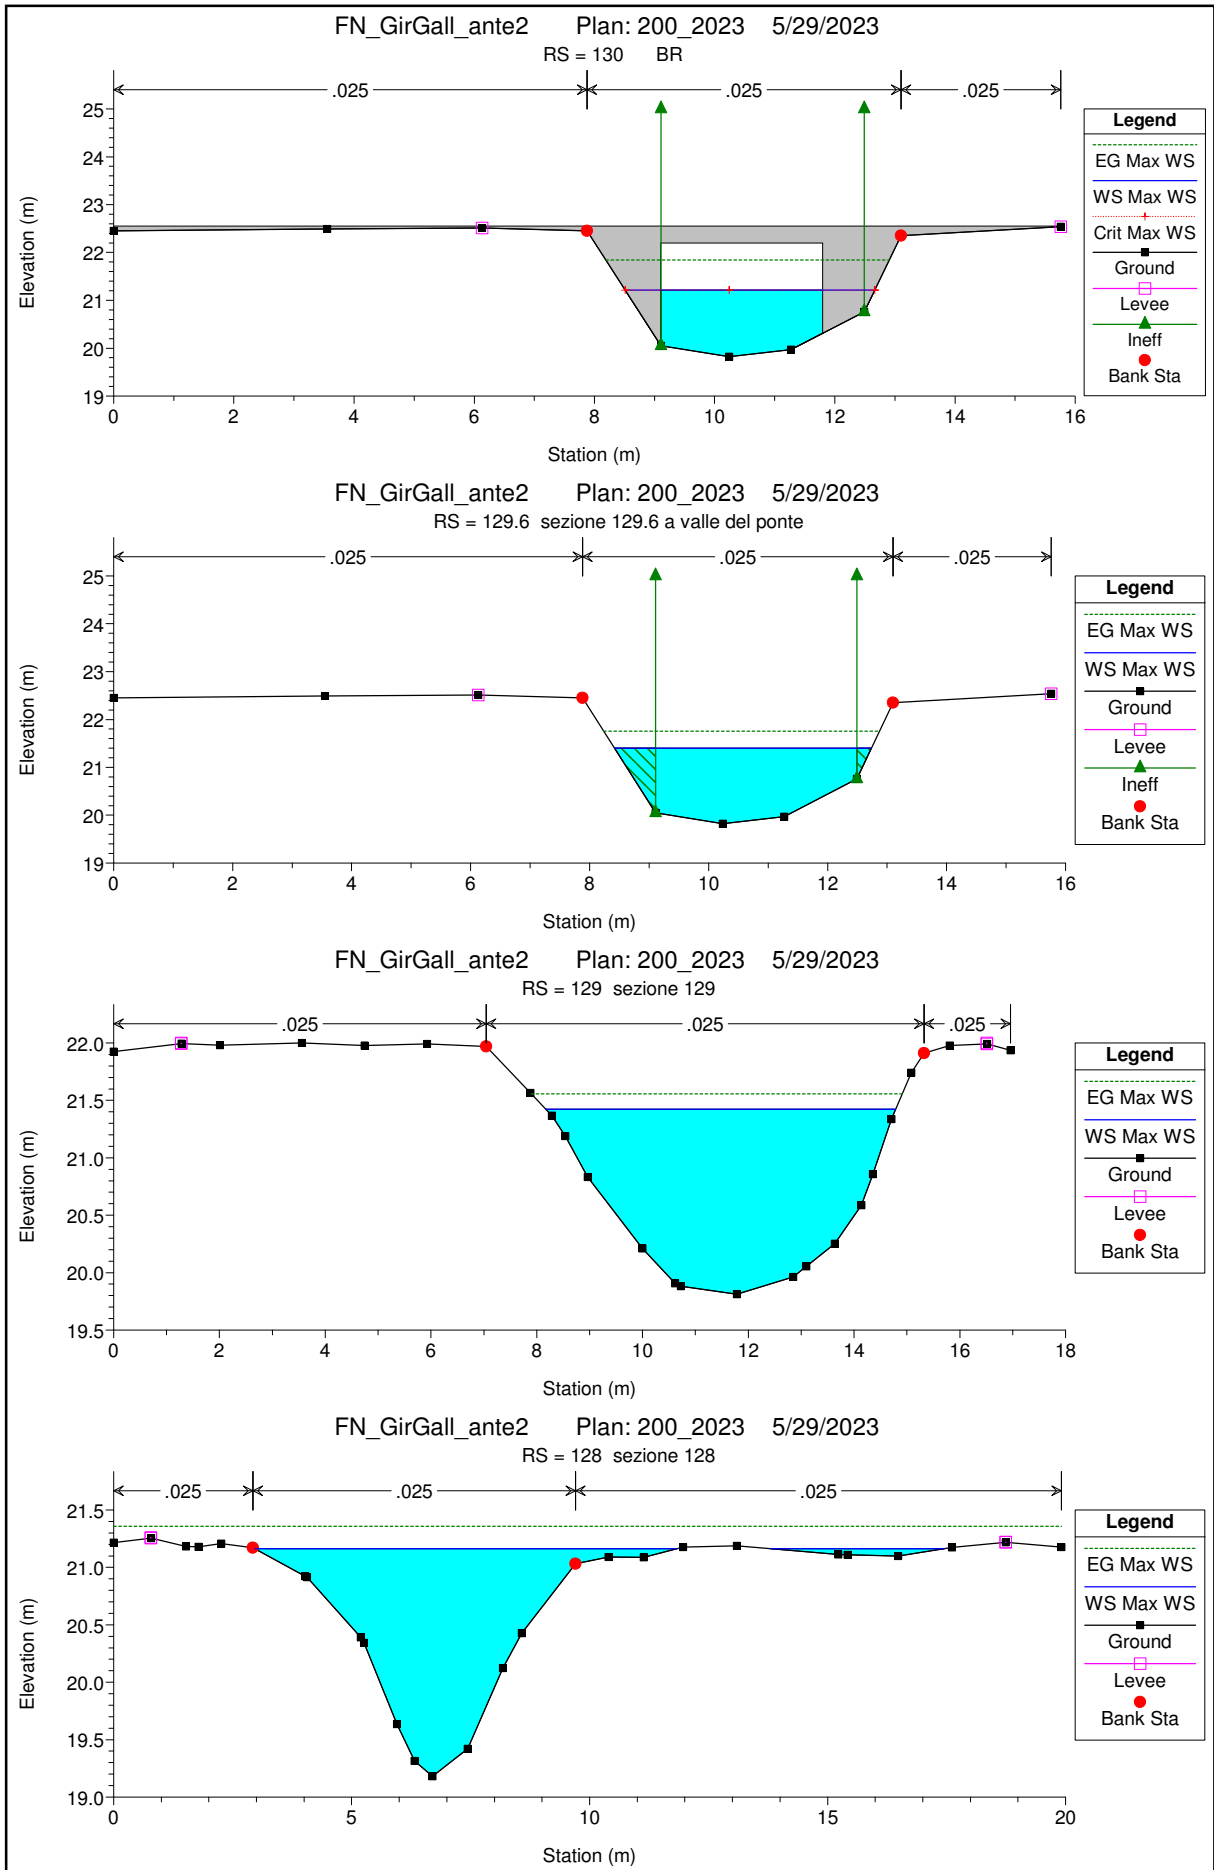 FN_GirGall_ante2 Plan: 200_2023 5/29/2023
RS = 130 BR
.025 .025 .025
25
24
23
22
21
20
19
Elevation (m)
0 2 4 6 8 10 12 14 16
Station (m)
Legend
EG Max WS
WS Max WS
Crit Max WS
Ground
Levee
Ineff
Bank Sta
FN_GirGall_ante2 Plan: 200_2023 5/29/2023
RS = 129.6 sezione 129.6 a valle del ponte
.025 .025 .025
25
24
23
22
21
20
19
Elevation (m)
0 2 4 6 8 10 12 14 16
Station (m)
Legend
EG Max WS
WS Max WS
Ground
Levee
Ineff
Bank Sta
FN_GirGall_ante2 Plan: 200_2023 5/29/2023
RS = 129 sezione 129
.025 .025 .025
22.0
21.5
21.0
20.5
20.0
19.5
Elevation (m)
0 2 4 6 8 10 12 14 16 18
Station (m)
Legend
EG Max WS
WS Max WS
Ground
Levee
Bank Sta
FN_GirGall_ante2 Plan: 200_2023 5/29/2023
RS = 128 sezione 128
.025 .025 .025
21.5
21.0
20.5
20.0
19.5
19.0
Elevation (m)
0 5 10 15 20
Station (m)
Legend
EG Max WS
WS Max WS
Ground
Levee
Bank Sta